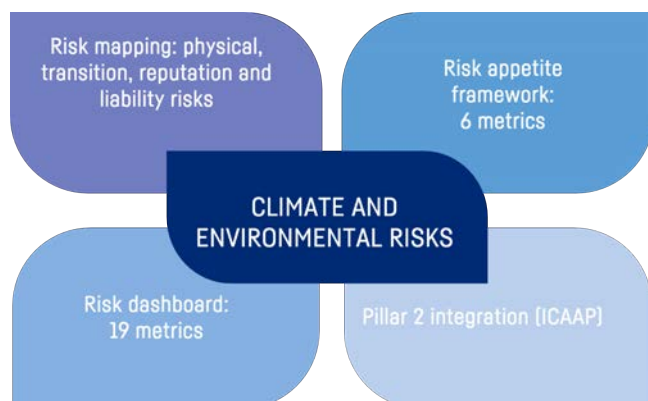 Risk mapping: physical,
transition, reputation and
liability risks
Risk appetite
framework:
6 metrics
CLIMATE AND
ENVIRONMENTAL RISKS
Risk dashboard:
19 metrics
Pillar 2 integration (ICAAP)